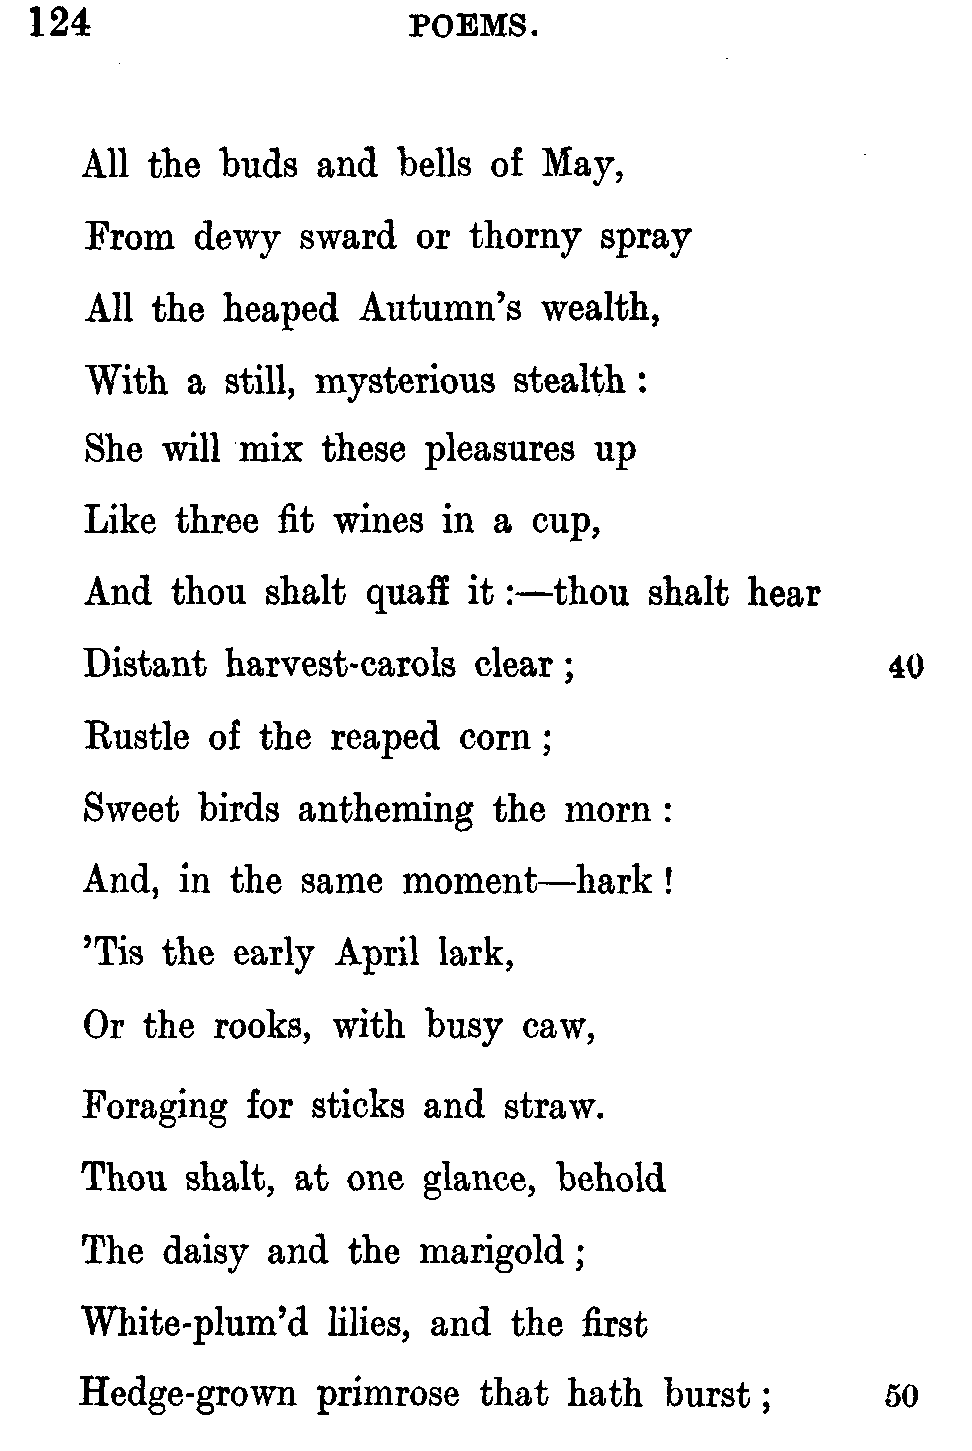 124 POEMS.
All the buds and bells of May,
From dewy sward or thorny spray
All the heaped Autumn's wealth,
With a still, mysterious stealth :
She will mix these pleasures up
Like three fit wines in a cup,
And thou shalt quaff it :—thou shalt hear
Distant harvest-carols clear ; 40
Rustle of the reaped corn ;
Sweet birds antheming the morn :
And, in the same moment—hark !
'Tis the early April lark,
Or the rooks, with busy caw,
Foraging for sticks and straw.
Thou shalt, at one glance, behold
The daisy and the marigold ;
White-plum'd lilies, and the first
Hedge-grown primrose that hath burst ; 50